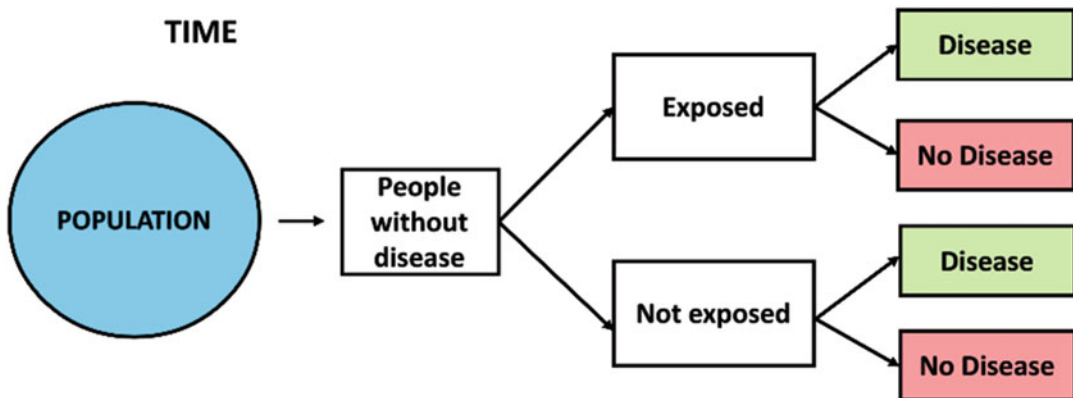 TIME
POPULATION
People
without
disease
Exposed
Not exposed
Disease
No Disease
Disease
No Disease